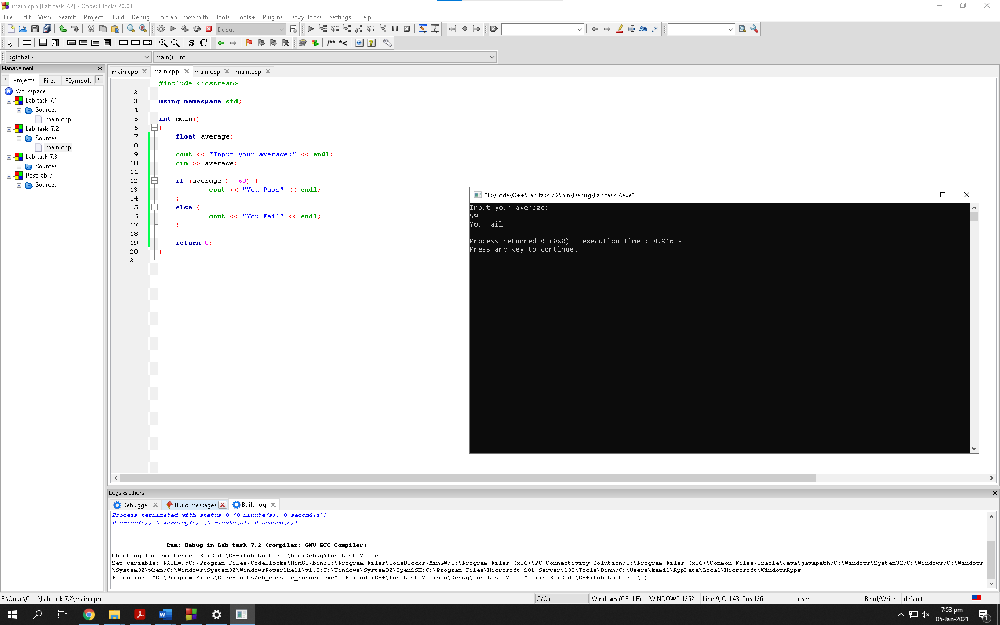 main.cpp [Lab task 7.2] - Code::Blocks 20.03
File Edit View Search Project Build Debug Fortran wxSmith Tools Tools+ Plugins DoxyBlocks Settings Help
Debug
S C /** *<
<global> main() : int
Management
Projects Files FSymbols
Workspace
Lab task 7.1
Sources
main.cpp
Lab task 7.2
Sources
main.cpp
Lab task 7.3
Sources
Post lab 7
Sources
main.cpp main.cpp main.cpp main.cpp
1 #include <iostream>
2
3 using namespace std;
4
5 int main()
6 {
7 float average;
8
9 cout << "Input your average:" << endl;
10 cin >> average;
11
12 if (average >= 60) {
13 cout << "You Pass" << endl;
14 }
15 else {
16 cout << "You Fail" << endl;
17 }
18
19 return 0;
20 }
21
"E:\Code\C++\Lab task 7.2\bin\Debug\Lab task 7.exe"
Input your average:
59
You Fail
Process returned 0 (0x0) execution time : 8.916 s
Press any key to continue.
Logs & others
Debugger Build messages Build log
Process terminated with status 0 (0 minute(s), 0 second(s))
0 error(s), 0 warning(s) (0 minute(s), 0 second(s))
-------------- Run: Debug in Lab task 7.2 (compiler: GNU GCC Compiler)---------------
Checking for existence: E:\Code\C++\Lab task 7.2\bin\Debug\Lab task 7.exe
Set variable: PATH=.;C:\Program Files\CodeBlocks\MinGW\bin;C:\Program Files\CodeBlocks\MinGW;C:\Program Files (x86)\PC Connectivity Solution;C:\Program Files (x86)\Common Files\Oracle\Java\javapath;C:\Windows\System32;C:\Windows;C:\Windows
\System32\wbem;C:\Windows\System32\WindowsPowerShell\v1.0;C:\Windows\System32\OpenSSH;C:\Program Files\Microsoft SQL Server\130\Tools\Binn;C:\Users\kamil\AppData\Local\Microsoft\WindowsApps
Executing: "C:\Program Files\CodeBlocks/cb_console_runner.exe" "E:\Code\C++\Lab task 7.2\bin\Debug\Lab task 7.exe" (in E:\Code\C++\Lab task 7.2\.)
E:\Code\C++\Lab task 7.2\main.cpp C/C++ Windows (CR+LF) WINDOWS-1252 Line 9, Col 43, Pos 126 Insert Read/Write default
7:53 pm
05-Jan-2021
1